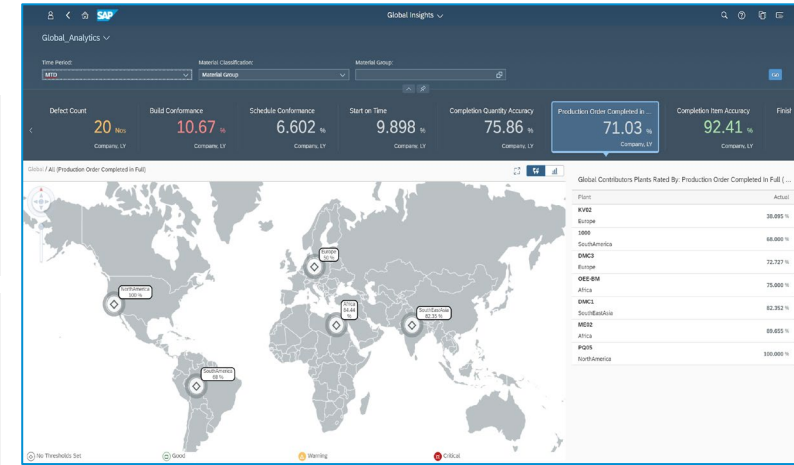 SAP
Global Insights
Global_Analytics
Time Period: Material Classification: Material Group:
MTD Material Group
Go
Defect Count Build Conformance Schedule Conformance Start on Time Completion Quantity Accuracy Production Order Completed in ... Completion Item Accuracy Finish
20 Nos 10.67 % 6.602 % 9.898 % 75.86 % 71.03 % 92.41 %
Company, LY Company, LY Company, LY Company, LY Company, LY Company, LY Company, LY
Global / All (Production Order Completed in Full)
Global Contributors Plants Rated By: Production Order Completed in Full ( ...
Plant Actual
KV02
Europe
38.095 %
1000
SouthAmerica
68.000 %
DMC3
Europe
72.727 %
OEE-BM
Africa
75.000 %
DMC1
SouthEastAsia
82.352 %
ME02
Africa
89.655 %
PQ05
NorthAmerica
100.000 %
Europe
50 %
NorthAmerica
100 %
Africa
84.44
%
SouthEastAsia
82.35 %
SouthAmerica
68 %
No Thresholds Set Good Warning Critical